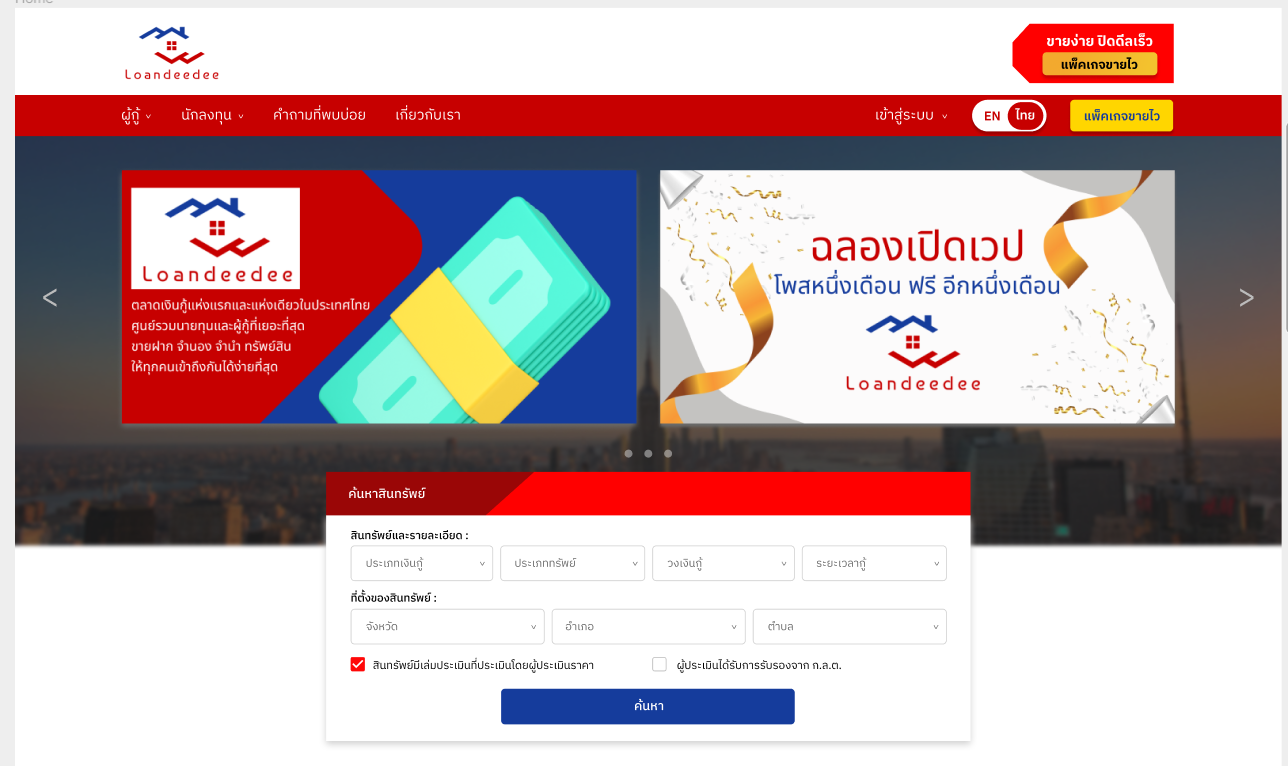 Home
Loandeedee
ขายง่าย ปิดดีลเร็ว
แพ็คเกจขายไว
ผู้กู้
นักลงทุน
คำถามที่พบบ่อย
เกี่ยวกับเรา
เข้าสู่ระบบ
EN
ไทย
แพ็คเกจขายไว
Loandeedee
ตลาดเงินกู้แห่งแรกและแห่งเดียวในประเทศไทย
ศูนย์รวมนายทุนและผู้กู้ที่เยอะที่สุด
ขายฝาก จำนอง จำนำ ทรัพย์สิน
ให้ทุกคนเข้าถึงกันได้ง่ายที่สุด
ฉลองเปิดเวป
โพสหนึ่งเดือน ฟรี อีกหนึ่งเดือน
Loandeedee
ค้นหาสินทรัพย์
สินทรัพย์และรายละเอียด :
ประเภทเงินกู้
ประเภททรัพย์
วงเงินกู้
ระยะเวลากู้
ที่ตั้งของสินทรัพย์ :
จังหวัด
อำเภอ
ตำบล
สินทรัพย์มีเล่มประเมินที่ประเมินโดยผู้ประเมินราคา
ผู้ประเมินได้รับการรับรองจาก ก.ล.ต.
ค้นหา